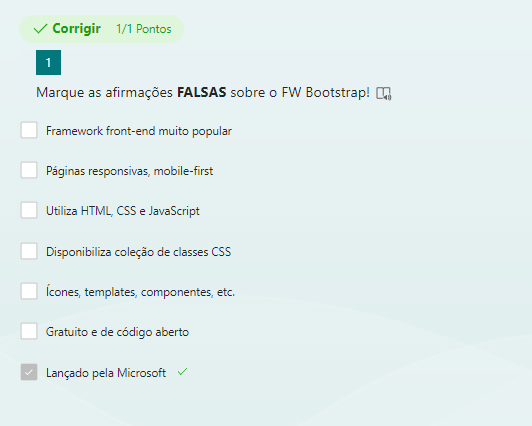 Corrigir 1/1 Pontos
1
Marque as afirmações FALSAS sobre o FW Bootstrap!
Framework front-end muito popular
Páginas responsivas, mobile-first
Utiliza HTML, CSS e JavaScript
Disponibiliza coleção de classes CSS
Ícones, templates, componentes, etc.
Gratuito e de código aberto
Lançado pela Microsoft